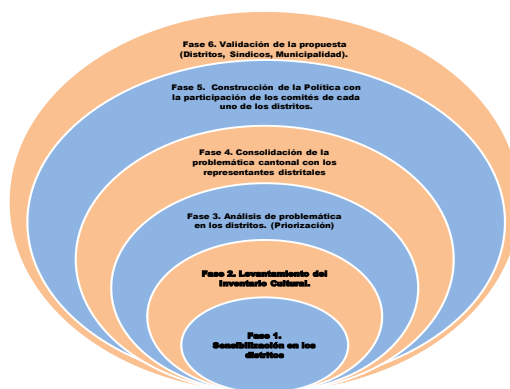 Fase 6. Validación de la propuesta
(Distritos, Síndicos, Municipalidad).
Fase 5.  Construcción de la Política con
la participación de los comités de cada
uno de los distritos.
Fase 4. Consolidación de la
problemática cantonal con los
representantes distritales
Fase 3. Análisis de problemática
en los distritos. (Priorización)
Fase 2. Levantamiento del
Inventario Cultural.
Fase 1.
Sensibilización en los
distritos